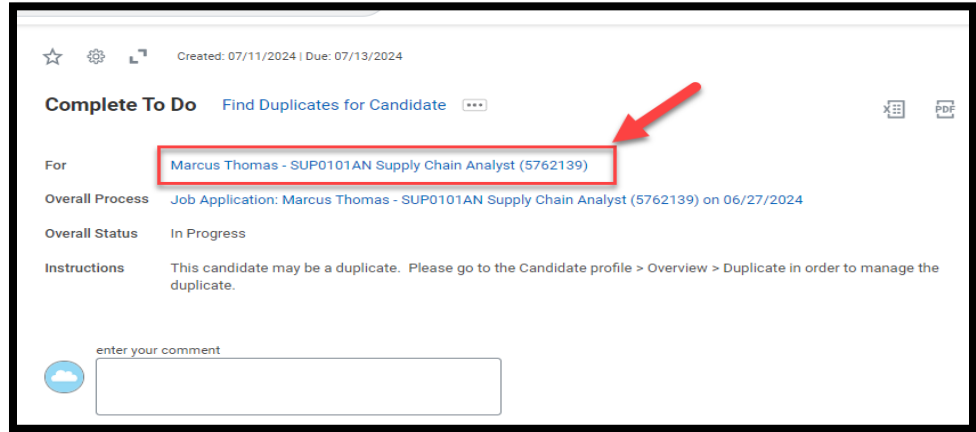 Created: 07/11/2024 | Due: 07/13/2024
Complete To Do Find Duplicates for Candidate
PDF
For Marcus Thomas - SUP0101AN Supply Chain Analyst (5762139)
Overall Process Job Application: Marcus Thomas - SUP0101AN Supply Chain Analyst (5762139) on 06/27/2024
Overall Status In Progress
Instructions This candidate may be a duplicate. Please go to the Candidate profile > Overview > Duplicate in order to manage the
duplicate.
enter your comment